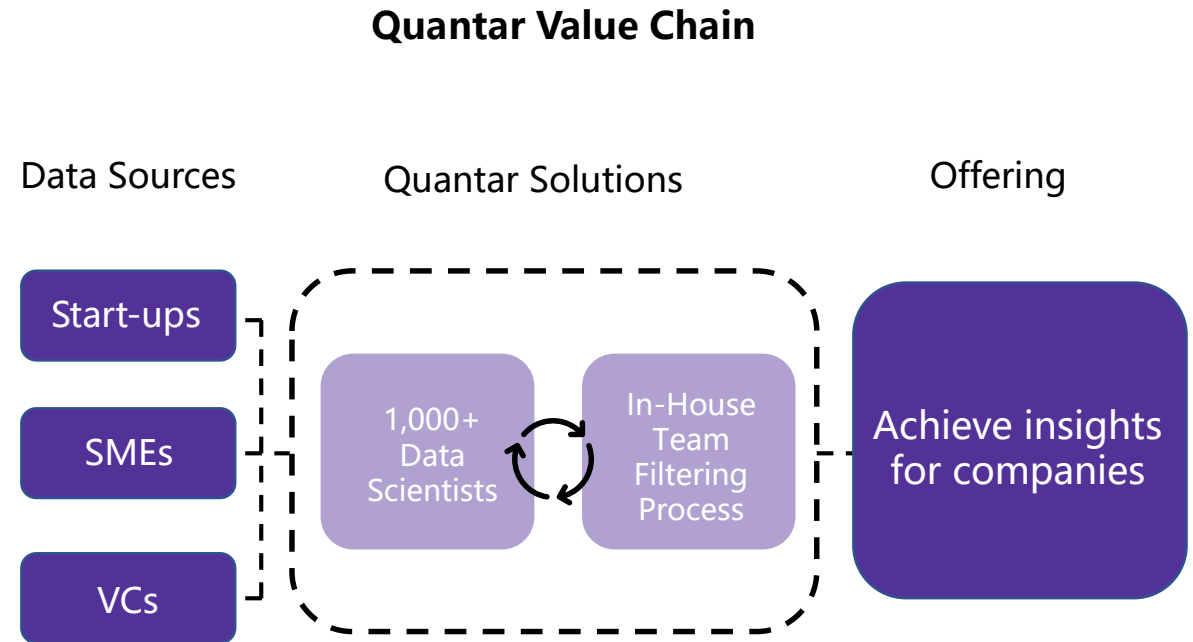 Quantar Value Chain
Data Sources
Quantar Solutions
Offering
Start-ups
SMEs
VCs
1,000+
Data
Scientists
In-House
Team
Filtering
Process
Achieve insights
for companies